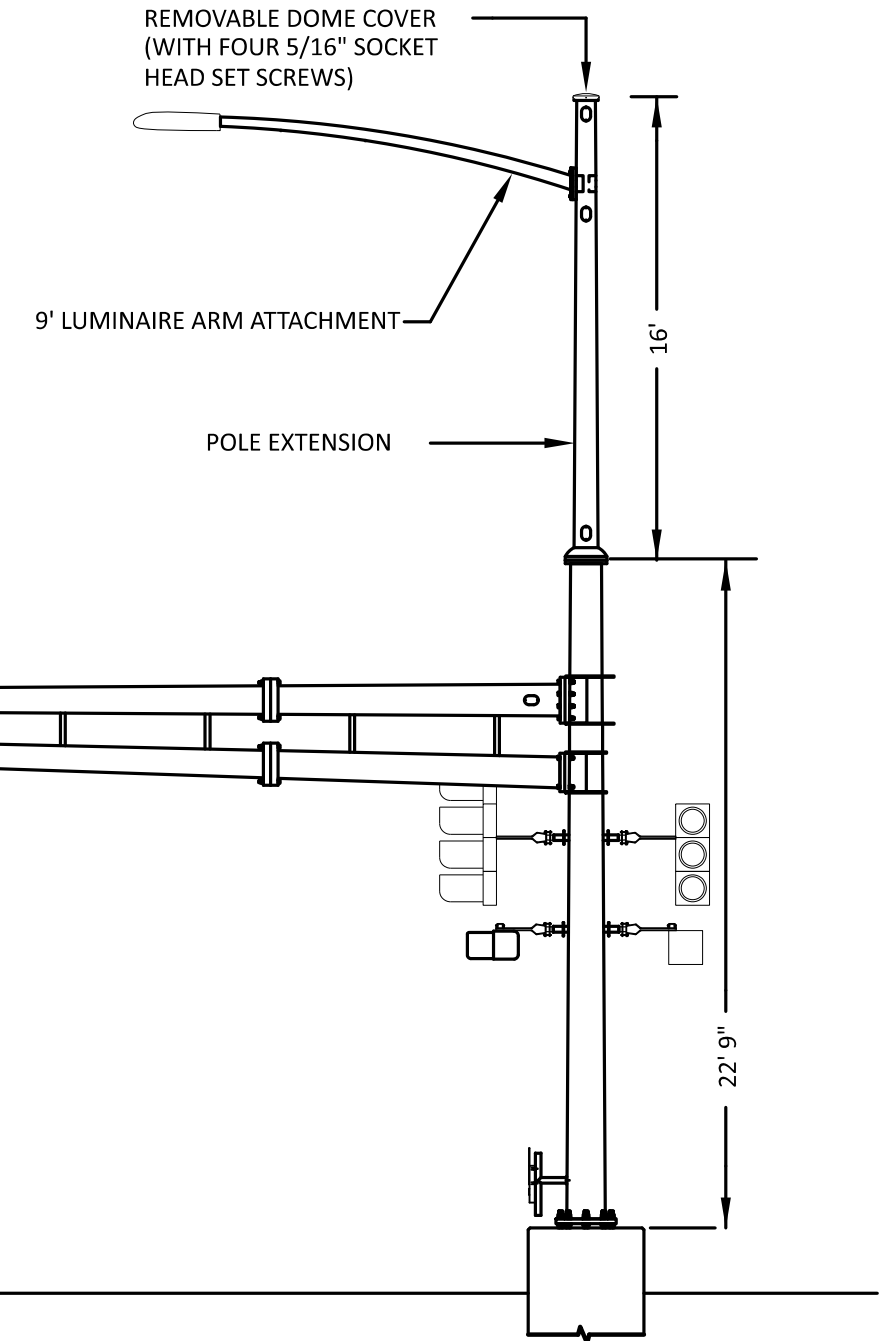 REMOVABLE DOME COVER
(WITH FOUR 5/16" SOCKET
HEAD SET SCREWS)
9' LUMINAIRE ARM ATTACHMENT
16'
POLE EXTENSION
22' 9"